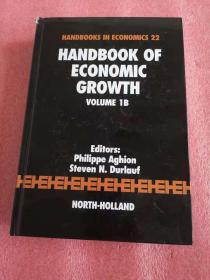 HANDBOOKS IN ECONOMICS 22
HANDBOOK OF
ECONOMIC
GROWTH
VOLUME 1B
Editors:
Philippe Aghion
Steven N. Durlauf
NORTH-HOLLAND